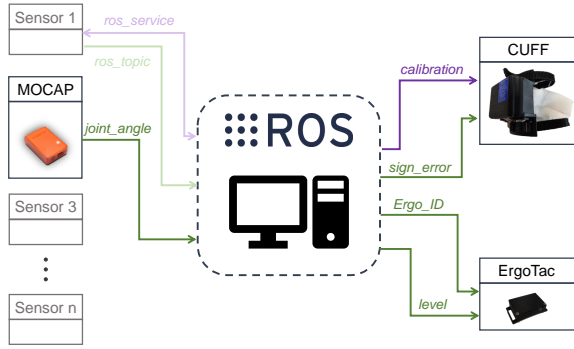 Sensor 1
ros_service
ros_topic
MOCAP
joint_angle
Sensor 3
Sensor n
ROS
calibration
CUFF
sign_error
Ergo_ID
ErgoTac
level